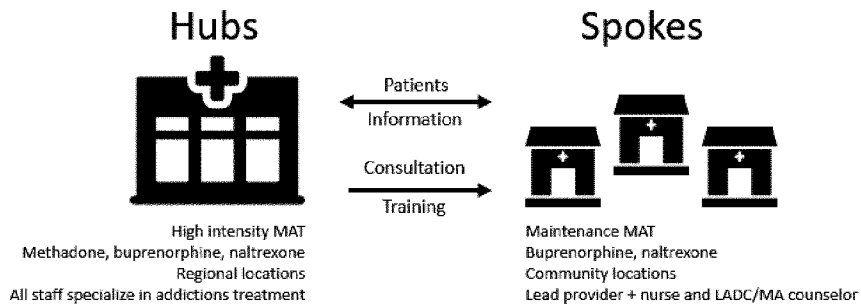 Hubs
Spokes
Patients
Information
Consultation
Training
High intensity MAT
Methadone, buprenorphine, naltrexone
Regional locations
All staff specialize in addictions treatment
Maintenance MAT
Buprenorphine, naltrexone
Community locations
Lead provider + nurse and LADC/MA counselor